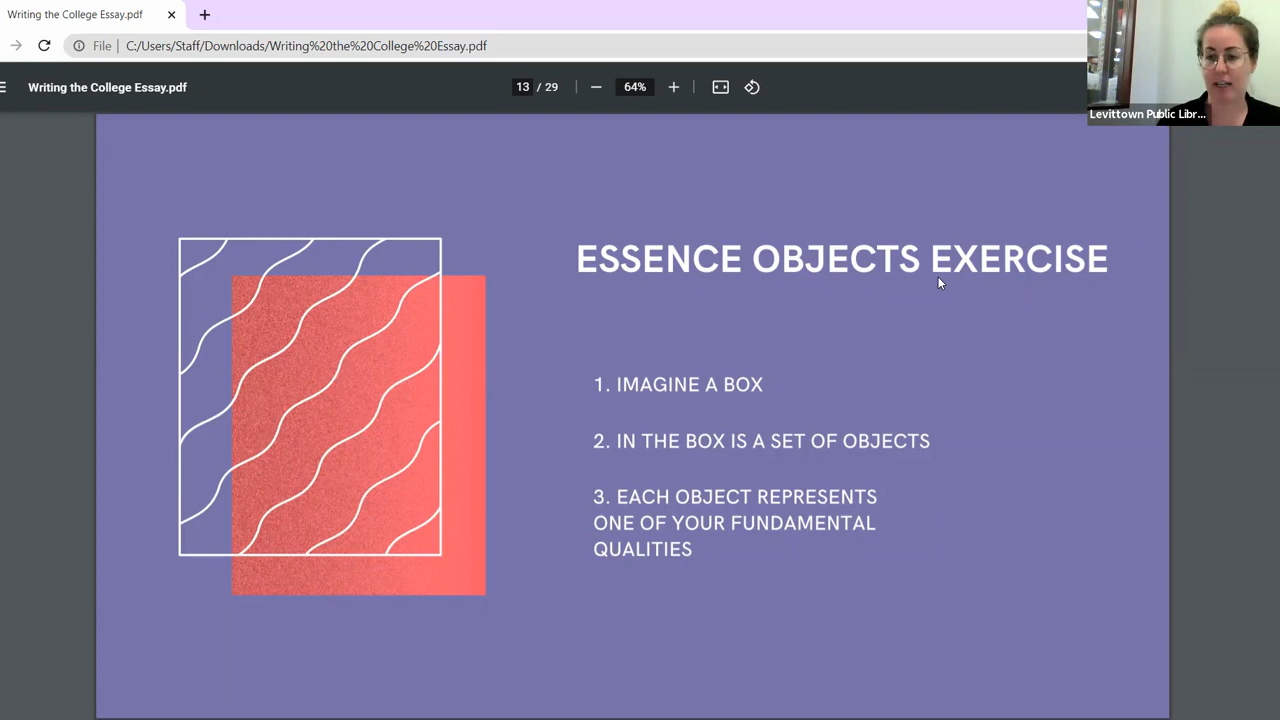 Writing the College Essay.pdf
File
C:/Users/Staff/Downloads/Writing%20the%20College%20Essay.pdf
Writing the College Essay.pdf
13 / 29
64%
Levittown Public Libr...
ESSENCE OBJECTS EXERCISE
1. IMAGINE A BOX
2. IN THE BOX IS A SET OF OBJECTS
3. EACH OBJECT REPRESENTS
ONE OF YOUR FUNDAMENTAL
QUALITIES